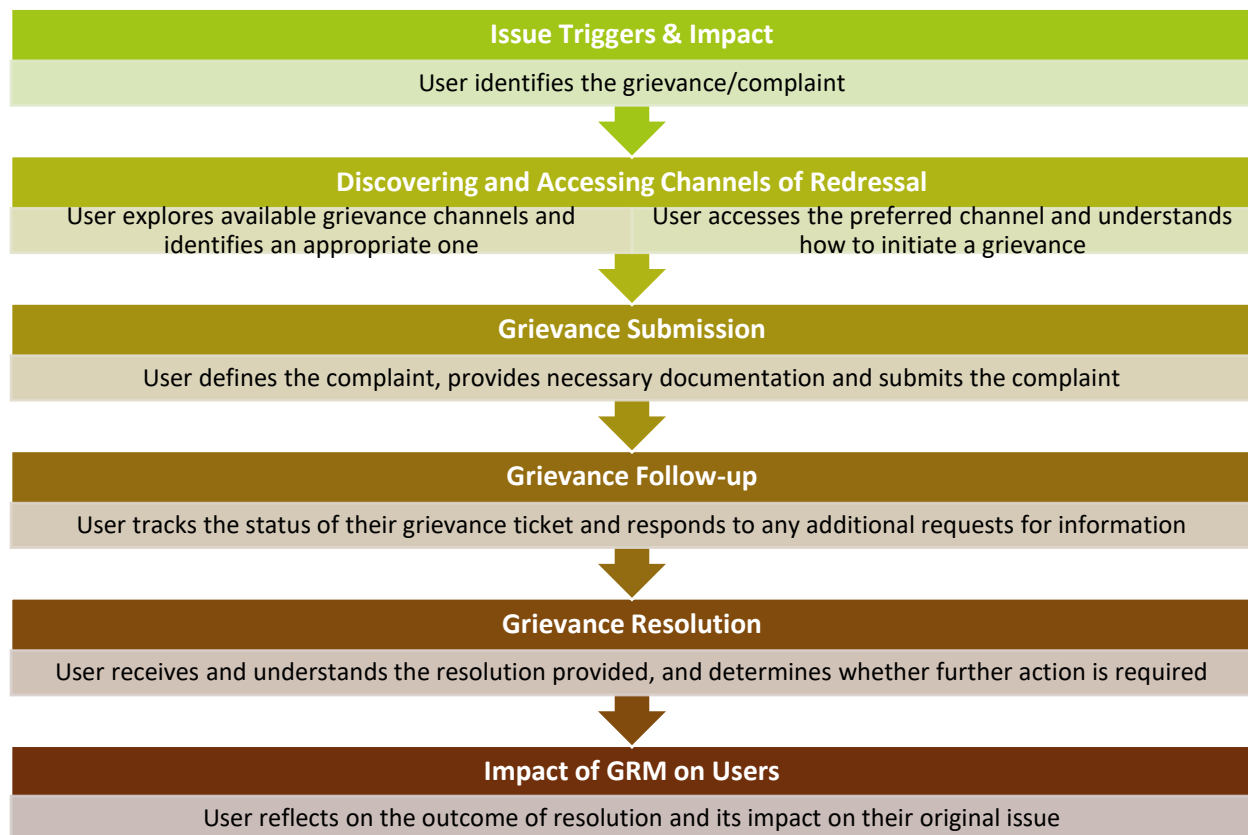 Issue Triggers & Impact
User identifies the grievance/complaint
Discovering and Accessing Channels of Redressal
User explores available grievance channels and
identifies an appropriate one
User accesses the preferred channel and understands
how to initiate a grievance
Grievance Submission
User defines the complaint, provides necessary documentation and submits the complaint
Grievance Follow-up
User tracks the status of their grievance ticket and responds to any additional requests for information
Grievance Resolution
User receives and understands the resolution provided, and determines whether further action is required
Impact of GRM on Users
User reflects on the outcome of resolution and its impact on their original issue